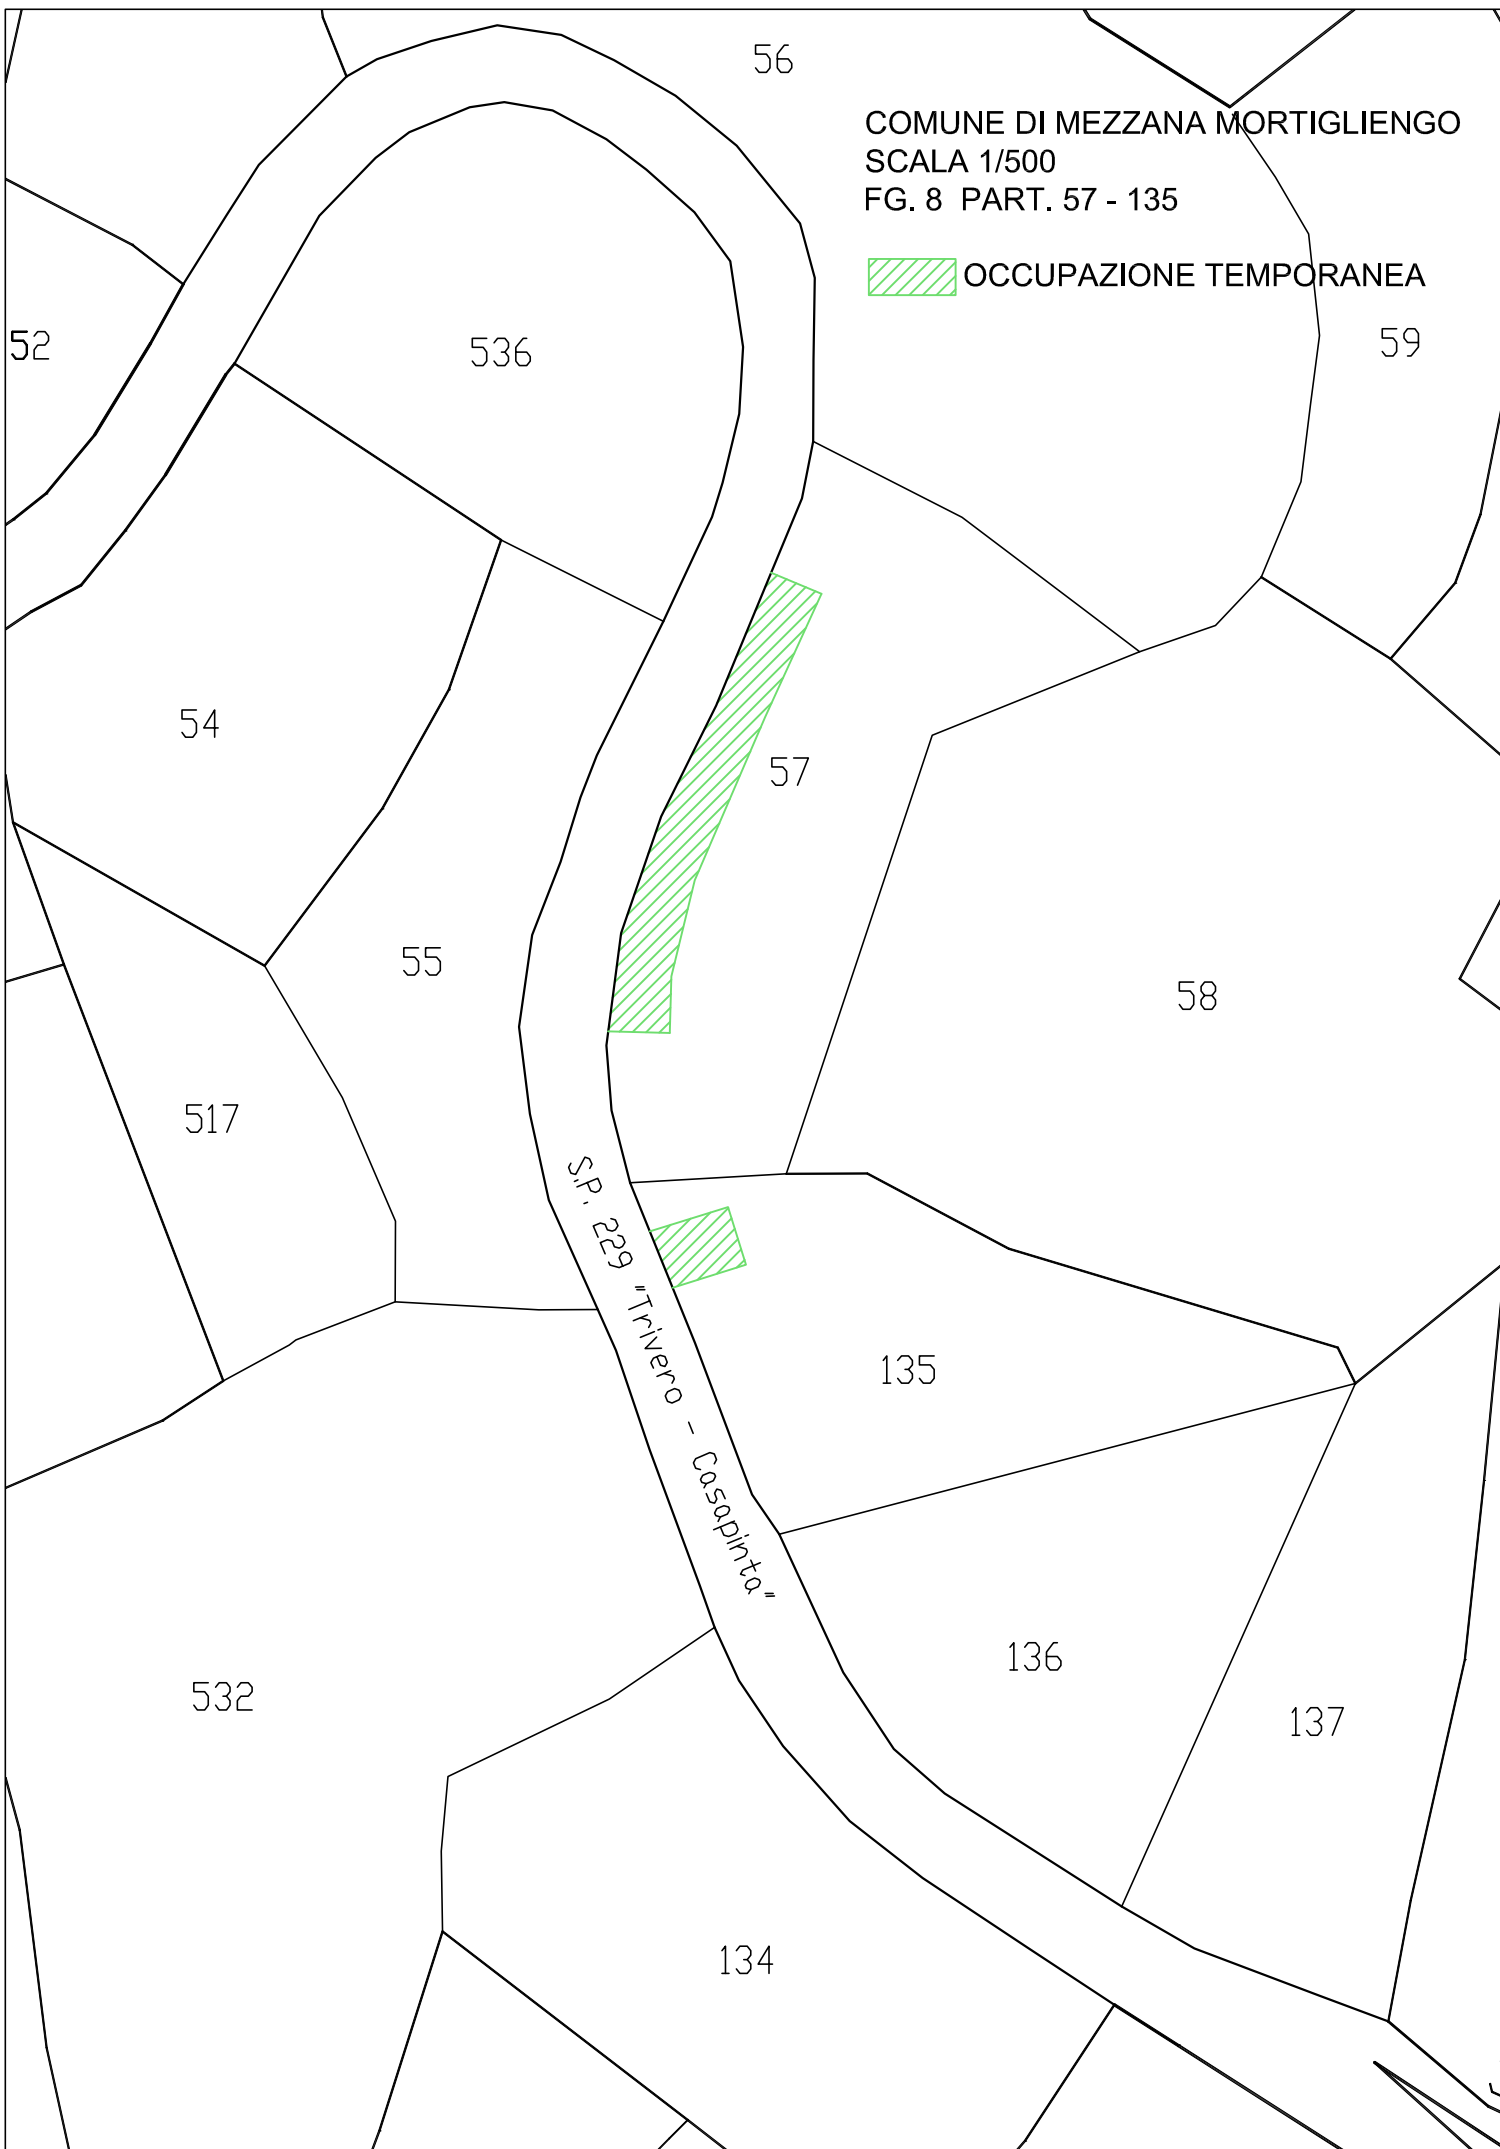 56
COMUNE DI MEZZANA MORTIGLIENGO
SCALA 1/500
FG. 8 PART. 57 - 135
OCCUPAZIONE TEMPORANEA
52
536
59
54
57
55
58
517
S.P. 229 "Trivero - Casapinta"
135
136
532
137
134